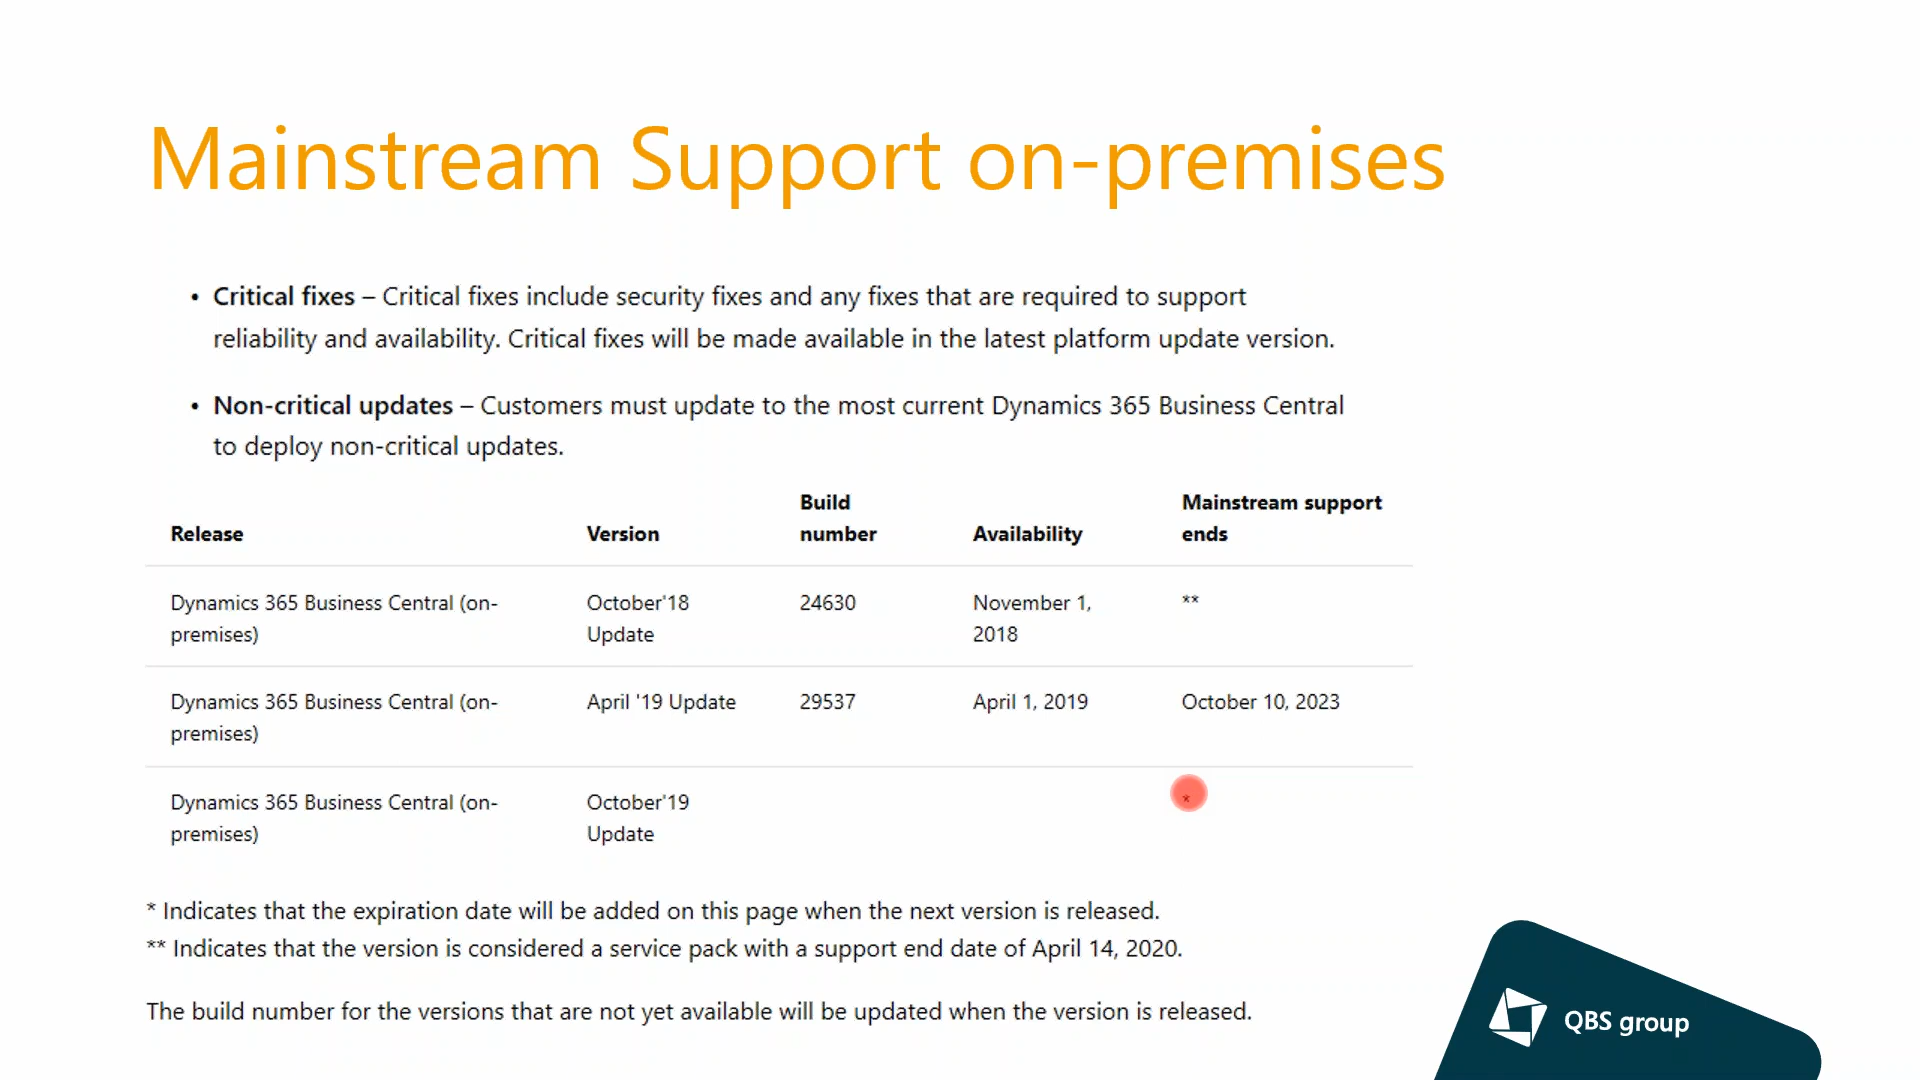 Mainstream Support on-premises
• Critical fixes – Critical fixes include security fixes and any fixes that are required to support
reliability and availability. Critical fixes will be made available in the latest platform update version.
• Non-critical updates – Customers must update to the most current Dynamics 365 Business Central
to deploy non-critical updates.
Release Version Build number Availability Mainstream support ends
Dynamics 365 Business Central (on- October'18 24630 November 1, **
premises) Update 2018
Dynamics 365 Business Central (on- April '19 Update 29537 April 1, 2019 October 10, 2023
premises)
Dynamics 365 Business Central (on- October'19 *
premises) Update
* Indicates that the expiration date will be added on this page when the next version is released.
** Indicates that the version is considered a service pack with a support end date of April 14, 2020.
The build number for the versions that are not yet available will be updated when the version is released.
QBS group